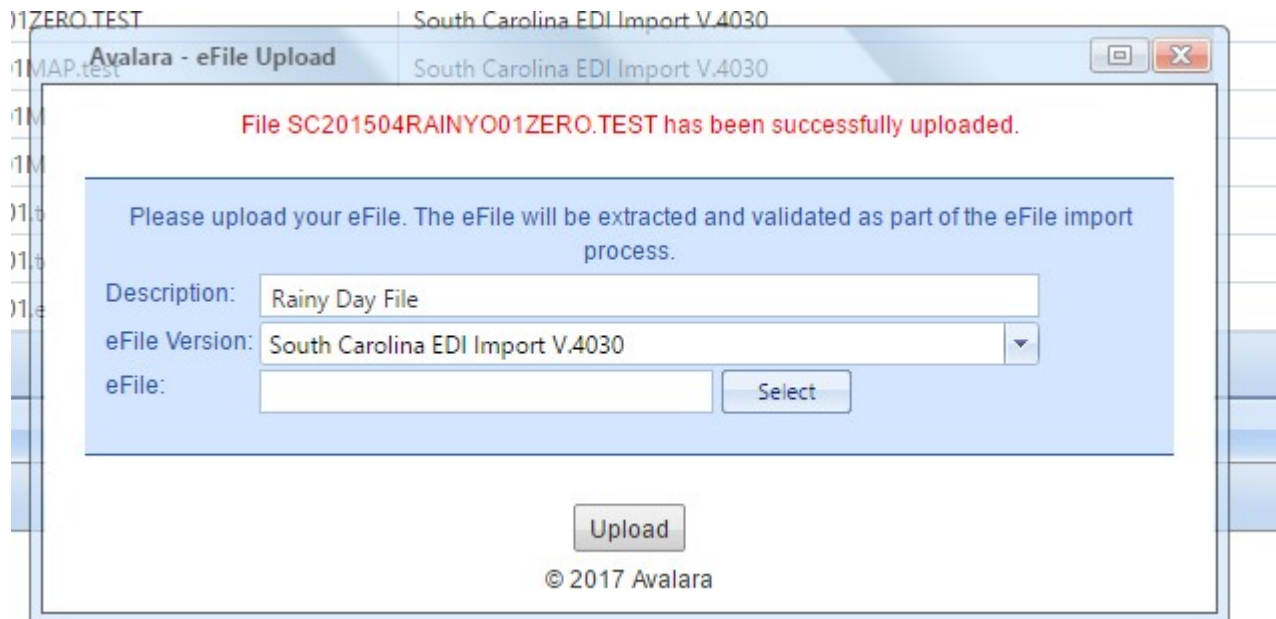 01ZERO.TEST South Carolina EDI Import V.4030
Avalara - eFile Upload
01MAP.test South Carolina EDI Import V.4030
File SC201504RAINYO01ZERO.TEST has been successfully uploaded.
Please upload your eFile. The eFile will be extracted and validated as part of the eFile import
process.
Description: Rainy Day File
eFile Version: South Carolina EDI Import V.4030
eFile: Select
Upload
© 2017 Avalara